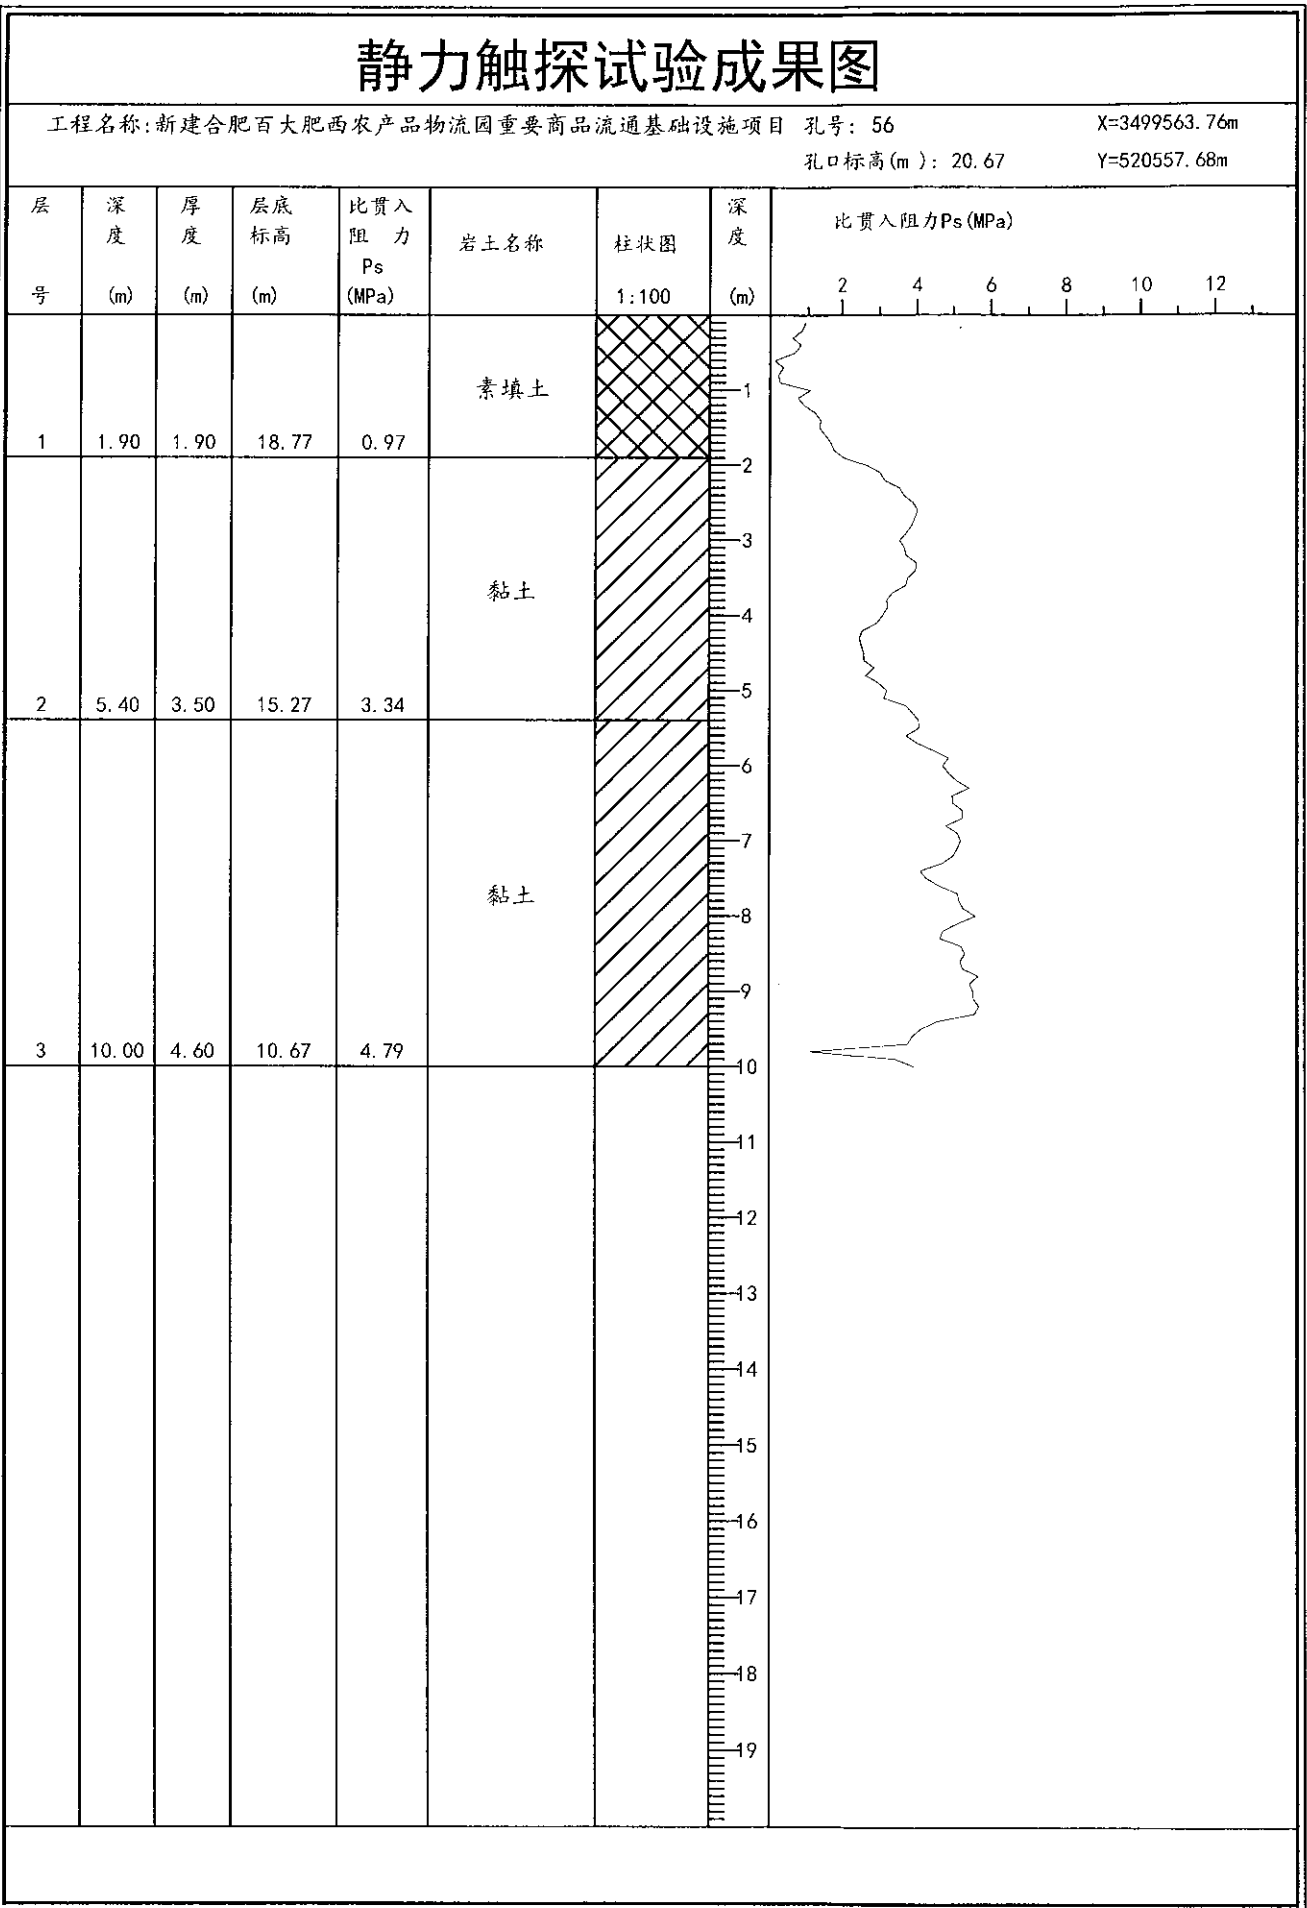 静力触探试验成果图
工程名称:新建合肥百大肥西农产品物流园重要商品流通基础设施项目 孔号: 56 X=3499563.76m
孔口标高(m): 20.67 Y=520557.68m
层号 深度(m) 厚度(m) 层底标高(m) 比贯入阻力Ps(MPa) 岩土名称 柱状图1:100 深度(m) 比贯入阻力Ps(MPa)
2 4 6 8 10 12
素填土
1 1.90 1.90 18.77 0.97
黏土
2 5.40 3.50 15.27 3.34
黏土
3 10.00 4.60 10.67 4.79
1
2
3
4
5
6
7
8
9
10
11
12
13
14
15
16
17
18
19